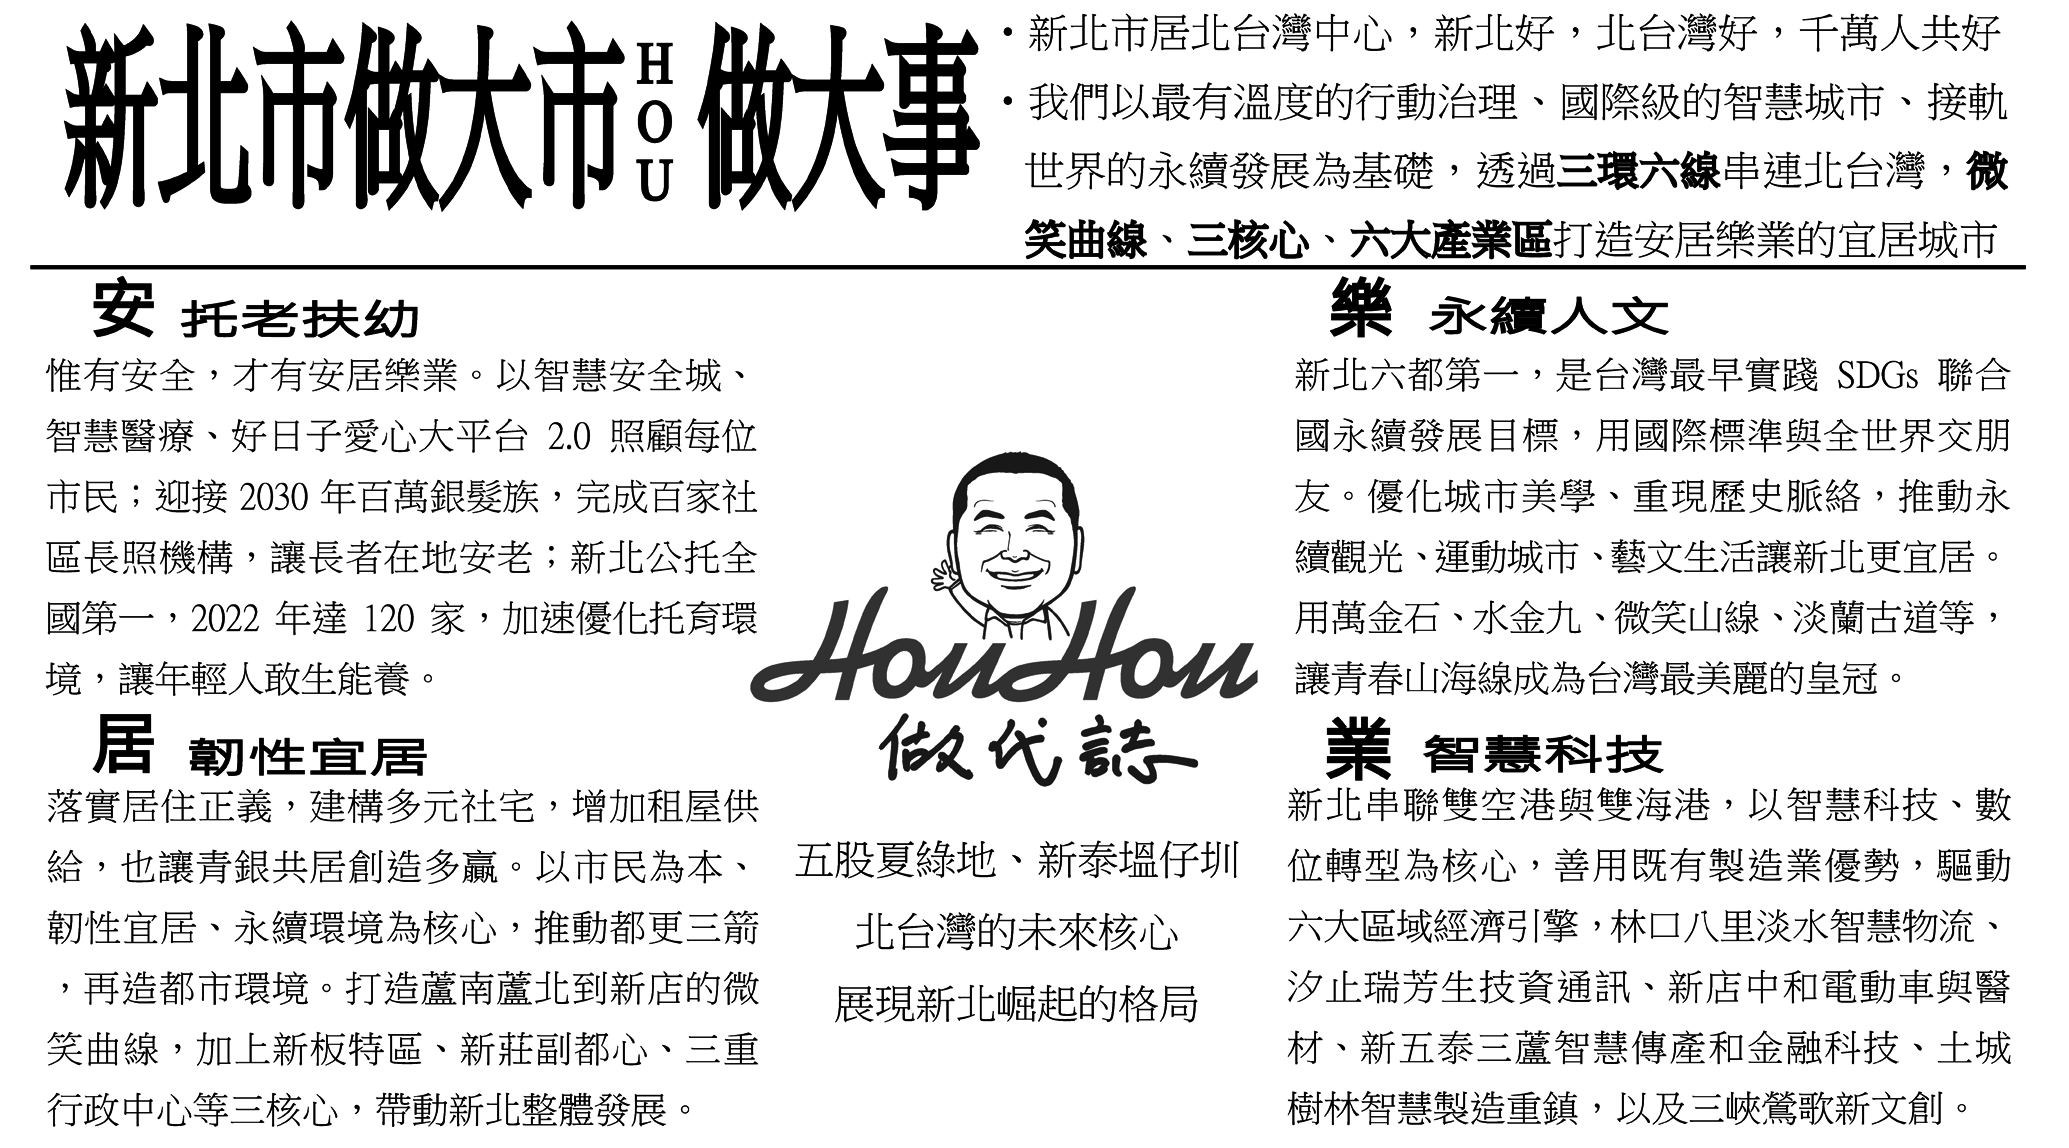 新北市做大市HOU做大事
・新北市居北台灣中心，新北好，北台灣好，千萬人共好
・我們以最有溫度的行動治理、國際級的智慧城市、接軌
世界的永續發展為基礎，透過三環六線串連北台灣，微
笑曲線、三核心、六大產業區打造安居樂業的宜居城市
安 托老扶幼
惟有安全，才有安居樂業。以智慧安全城、
智慧醫療、好日子愛心大平台 2.0 照顧每位
市民；迎接 2030 年百萬銀髮族，完成百家社
區長照機構，讓長者在地安老；新北公托全
國第一，2022 年達 120 家，加速優化托育環
境，讓年輕人敢生能養。
居 韌性宜居
落實居住正義，建構多元社宅，增加租屋供
給，也讓青銀共居創造多贏。以市民為本、
韌性宜居、永續環境為核心，推動都更三箭
，再造都市環境。打造蘆南蘆北到新店的微
笑曲線，加上新板特區、新莊副都心、三重
行政中心等三核心，帶動新北整體發展。
HouHou
做代誌
五股夏綠地、新泰塭仔圳
北台灣的未來核心
展現新北崛起的格局
樂 永續人文
新北六都第一，是台灣最早實踐 SDGs 聯合
國永續發展目標，用國際標準與全世界交朋
友。優化城市美學、重現歷史脈絡，推動永
續觀光、運動城市、藝文生活讓新北更宜居。
用萬金石、水金九、微笑山線、淡蘭古道等，
讓青春山海線成為台灣最美麗的皇冠。
業 智慧科技
新北串聯雙空港與雙海港，以智慧科技、數
位轉型為核心，善用既有製造業優勢，驅動
六大區域經濟引擎，林口八里淡水智慧物流、
汐止瑞芳生技資通訊、新店中和電動車與醫
材、新五泰三蘆智慧傳產和金融科技、土城
樹林智慧製造重鎮，以及三峽鶯歌新文創。